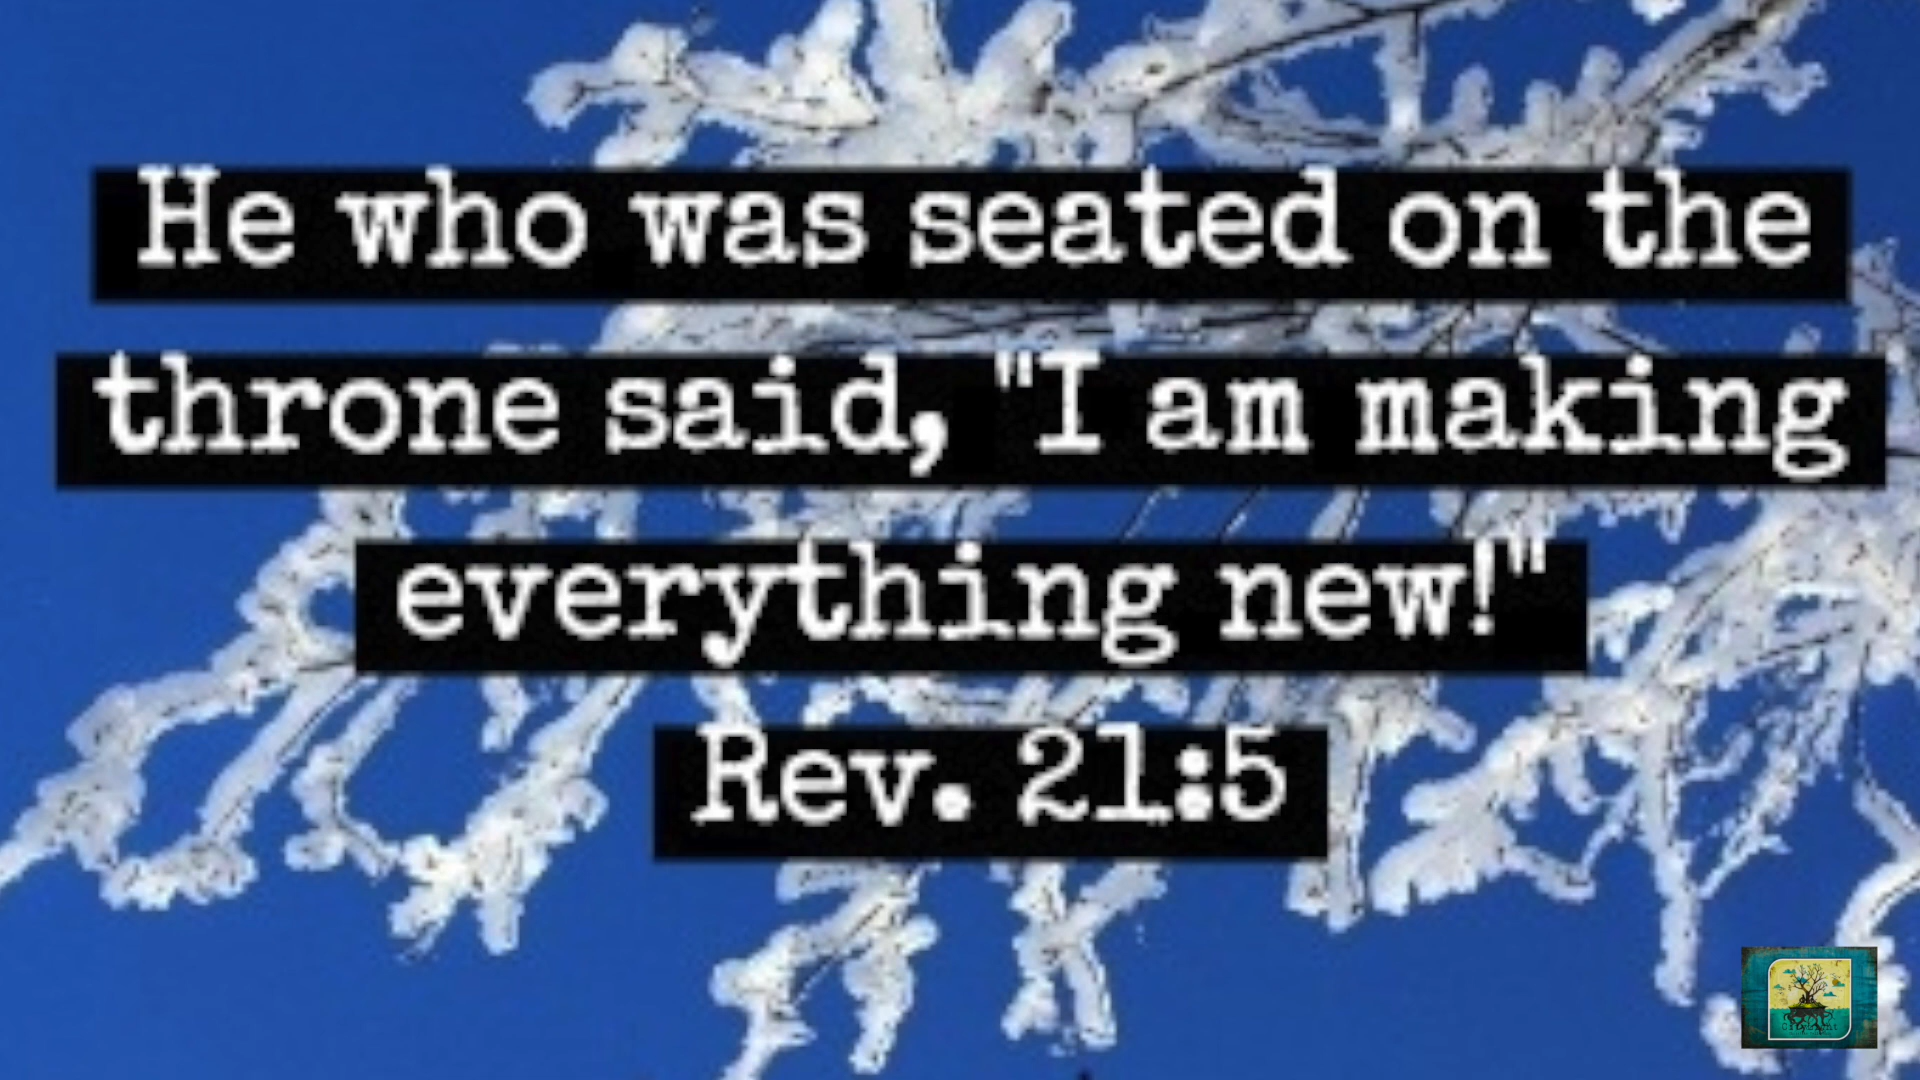 He who was seated on the
throne said, "I am making
everything new!"
Rev. 21:5